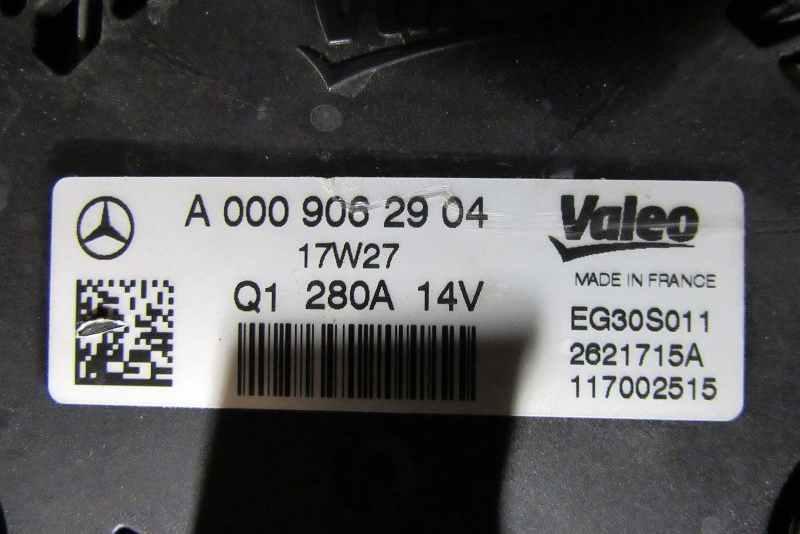 A 000 906 29 04
17W27
Q1 280A 14V
Valeo
MADE IN FRANCE
EG30S011
2621715A
117002515